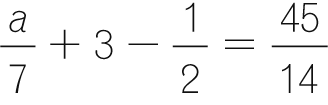 a/7 + 3 − 1/2 = 45/14